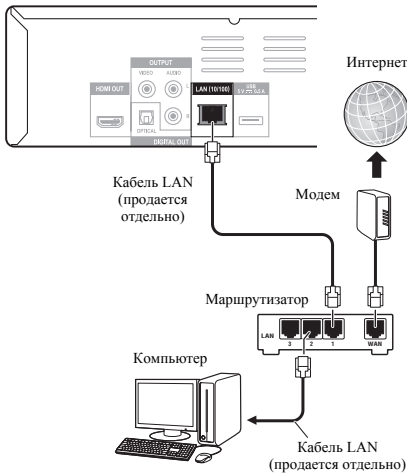 OUTPUT
VIDEO AUDIO
HDMI OUT
L
LAN (10/100)
USB
R
OPTICAL
DIGITAL OUT
Интернет
Кабель LAN
(продается
отдельно)
Модем
Маршрутизатор
LAN
3 2 1 WAN
Компьютер
Кабель LAN
(продается отдельно)